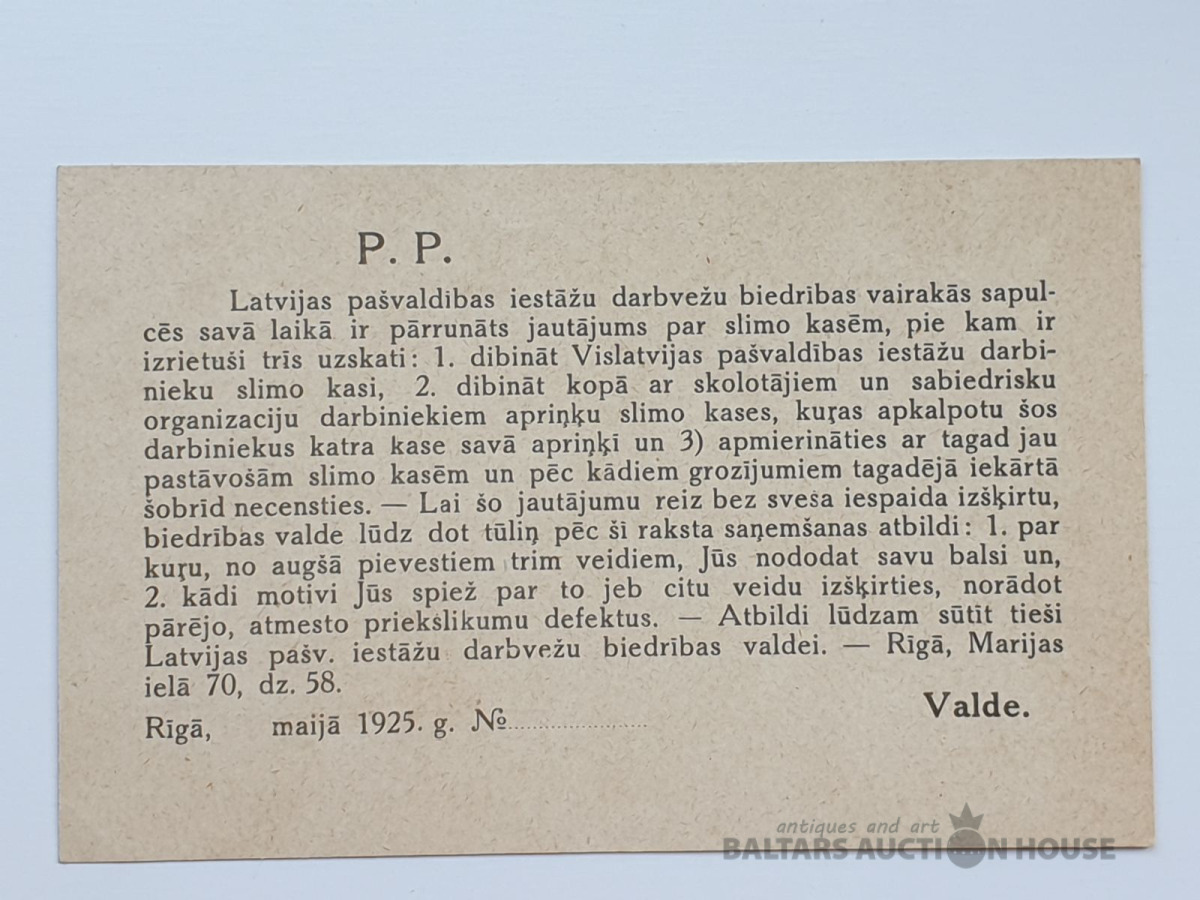 P. P.
Latvijas pašvaldības iestāžu darbvežu biedrības vairakās sapul-
cēs savā laikā ir pārrunāts jautājums par slimo kasēm, pie kam ir
izrietuši trīs uzskati: 1. dibināt Vislatvijas pašvaldības iestāžu darbi-
nieku slimo kasi, 2. dibināt kopā ar skolotājiem un sabiedrisku
organizaciju darbiniekiem apriņķu slimo kases, kuŗas apkalpotu šos
darbiniekus katra kase savā apriņķī un 3) apmierināties ar tagad jau
pastāvošām slimo kasēm un pēc kādiem grozījumiem tagadējā iekārtā
šobrīd necensties. — Lai šo jautājumu reiz bez sveša iespaida izšķirtu,
biedrības valde lūdz dot tūliņ pēc šī raksta saņemšanas atbildi: 1. par
kuŗu, no augšā pievestiem trim veidiem, Jūs nododat savu balsi un,
2. kādi motivi Jūs spiež par to jeb citu veidu izšķirties, norādot
pārējo, atmesto priekšlikumu defektus. — Atbildi lūdzam sūtīt tieši
Latvijas pašv. iestāžu darbvežu biedrības valdei. — Rīgā, Marijas
ielā 70, dz. 58.
Valde.
Rīgā, maijā 1925. g. №
antiques and art
BALTARS AUCTION HOUSE